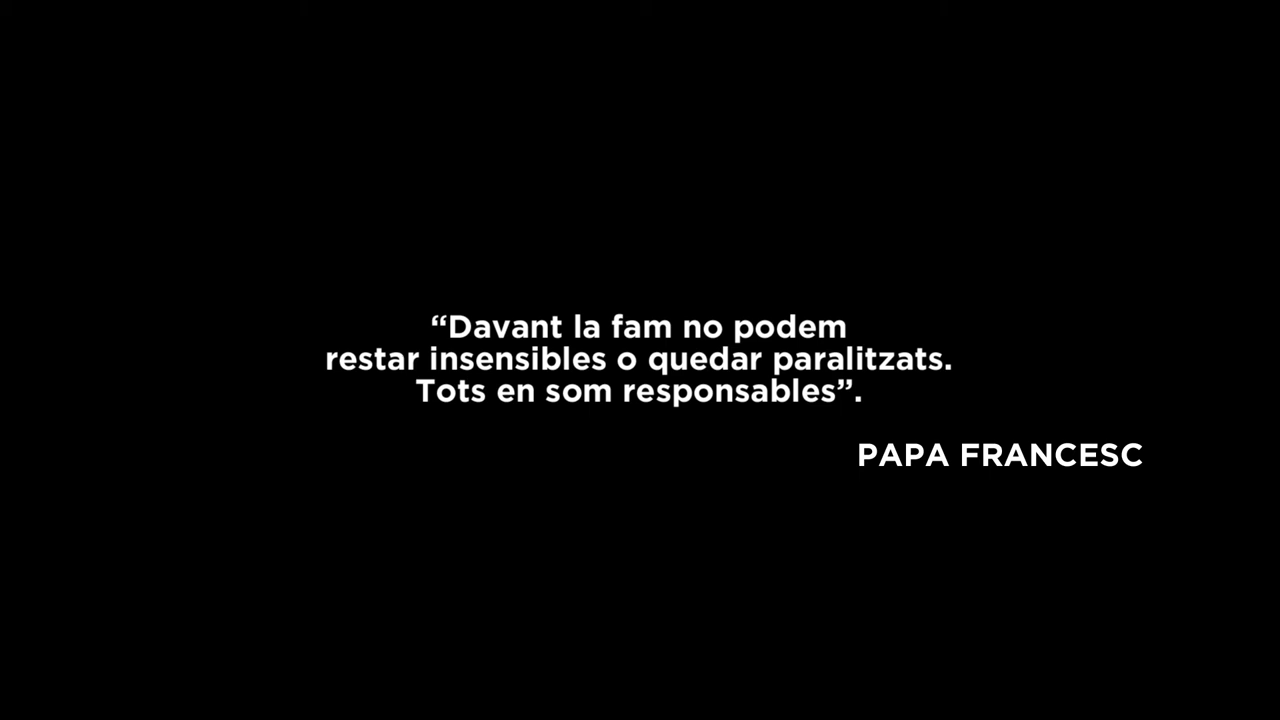 “Davant la fam no podem
restar insensibles o quedar paralitzats.
Tots en som responsables”.
PAPA FRANCESC